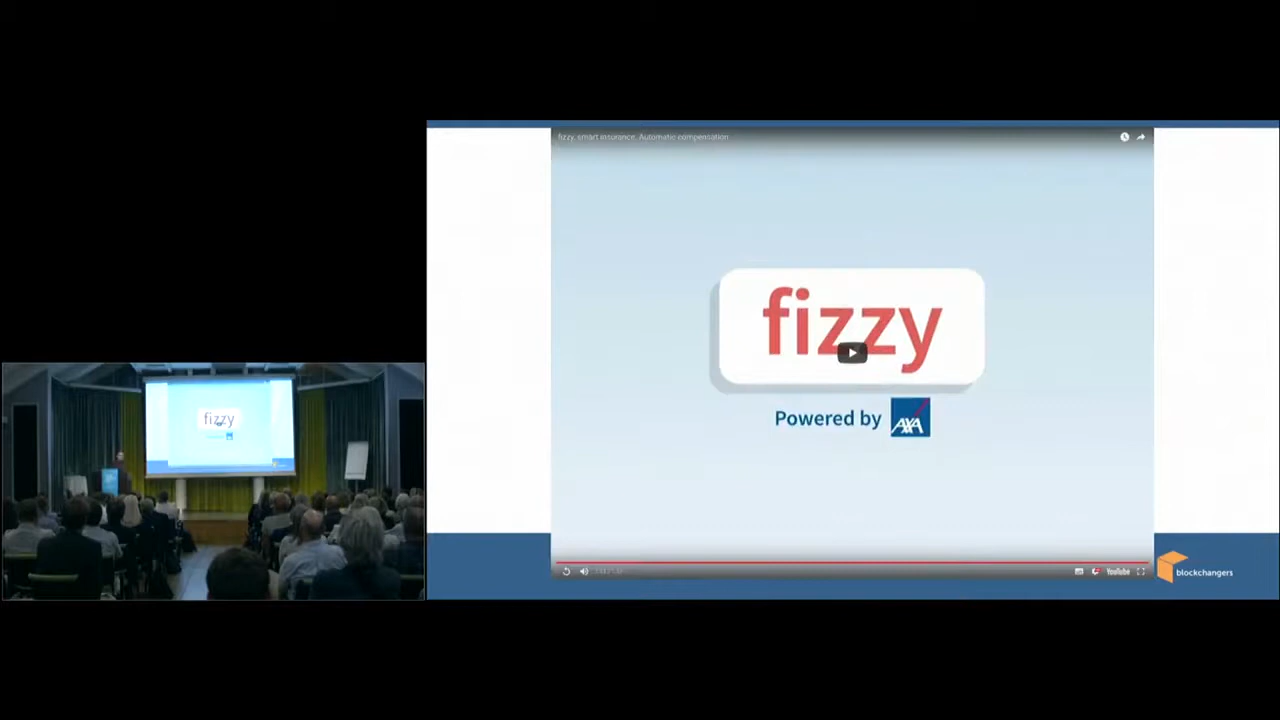 fizzy, smart insurance. Automatic compensation
fizzy
Powered by AXA
YouTube
blockchangers
fizzy